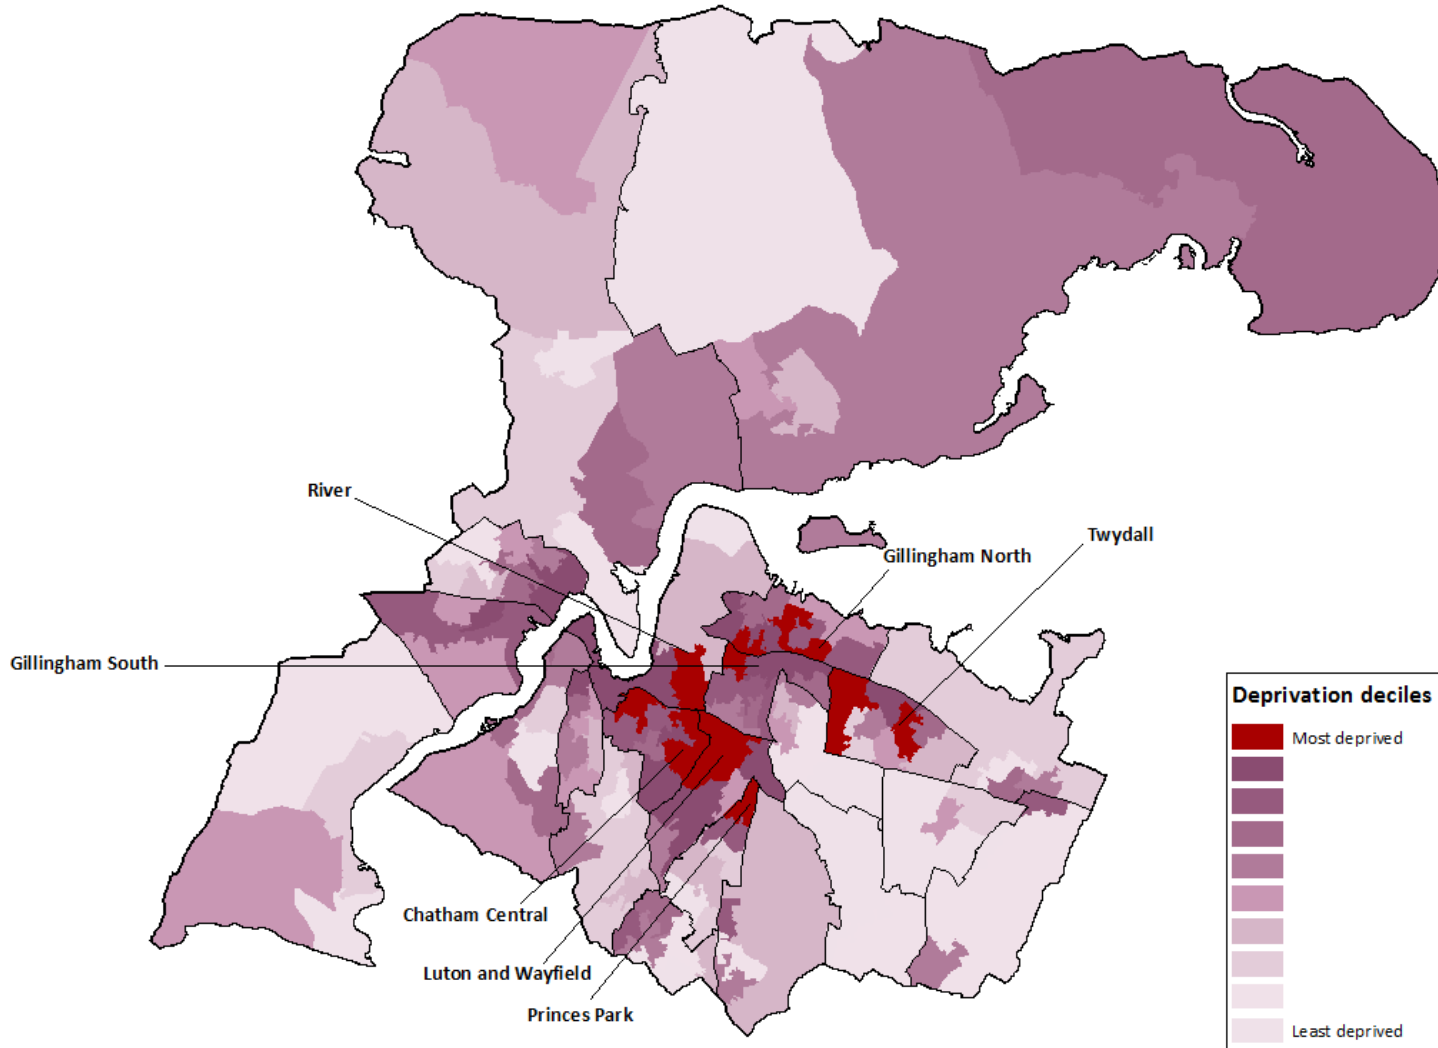 River
Twydall
Gillingham North
Gillingham South
Deprivation deciles
Most deprived
Chatham Central
Luton and Wayfield
Princes Park
Least deprived